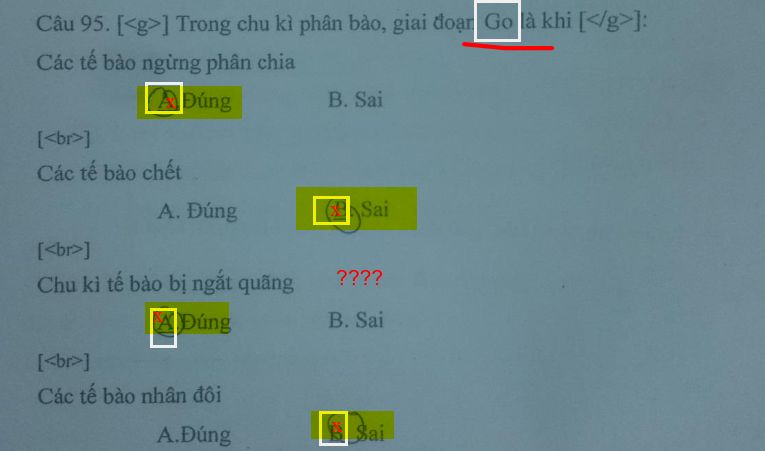 Câu 95. [<g>] Trong chu kì phân bào, giai đoạn Go là khi [</g>]:
Các tế bào ngừng phân chia
A. Đúng B. Sai
[<br>]
Các tế bào chết
A. Đúng B. Sai
[<br>]
Chu kì tế bào bị ngắt quãng ????
A.Đúng B. Sai
[<br>]
Các tế bào nhân đôi
A.Đúng B. Sai